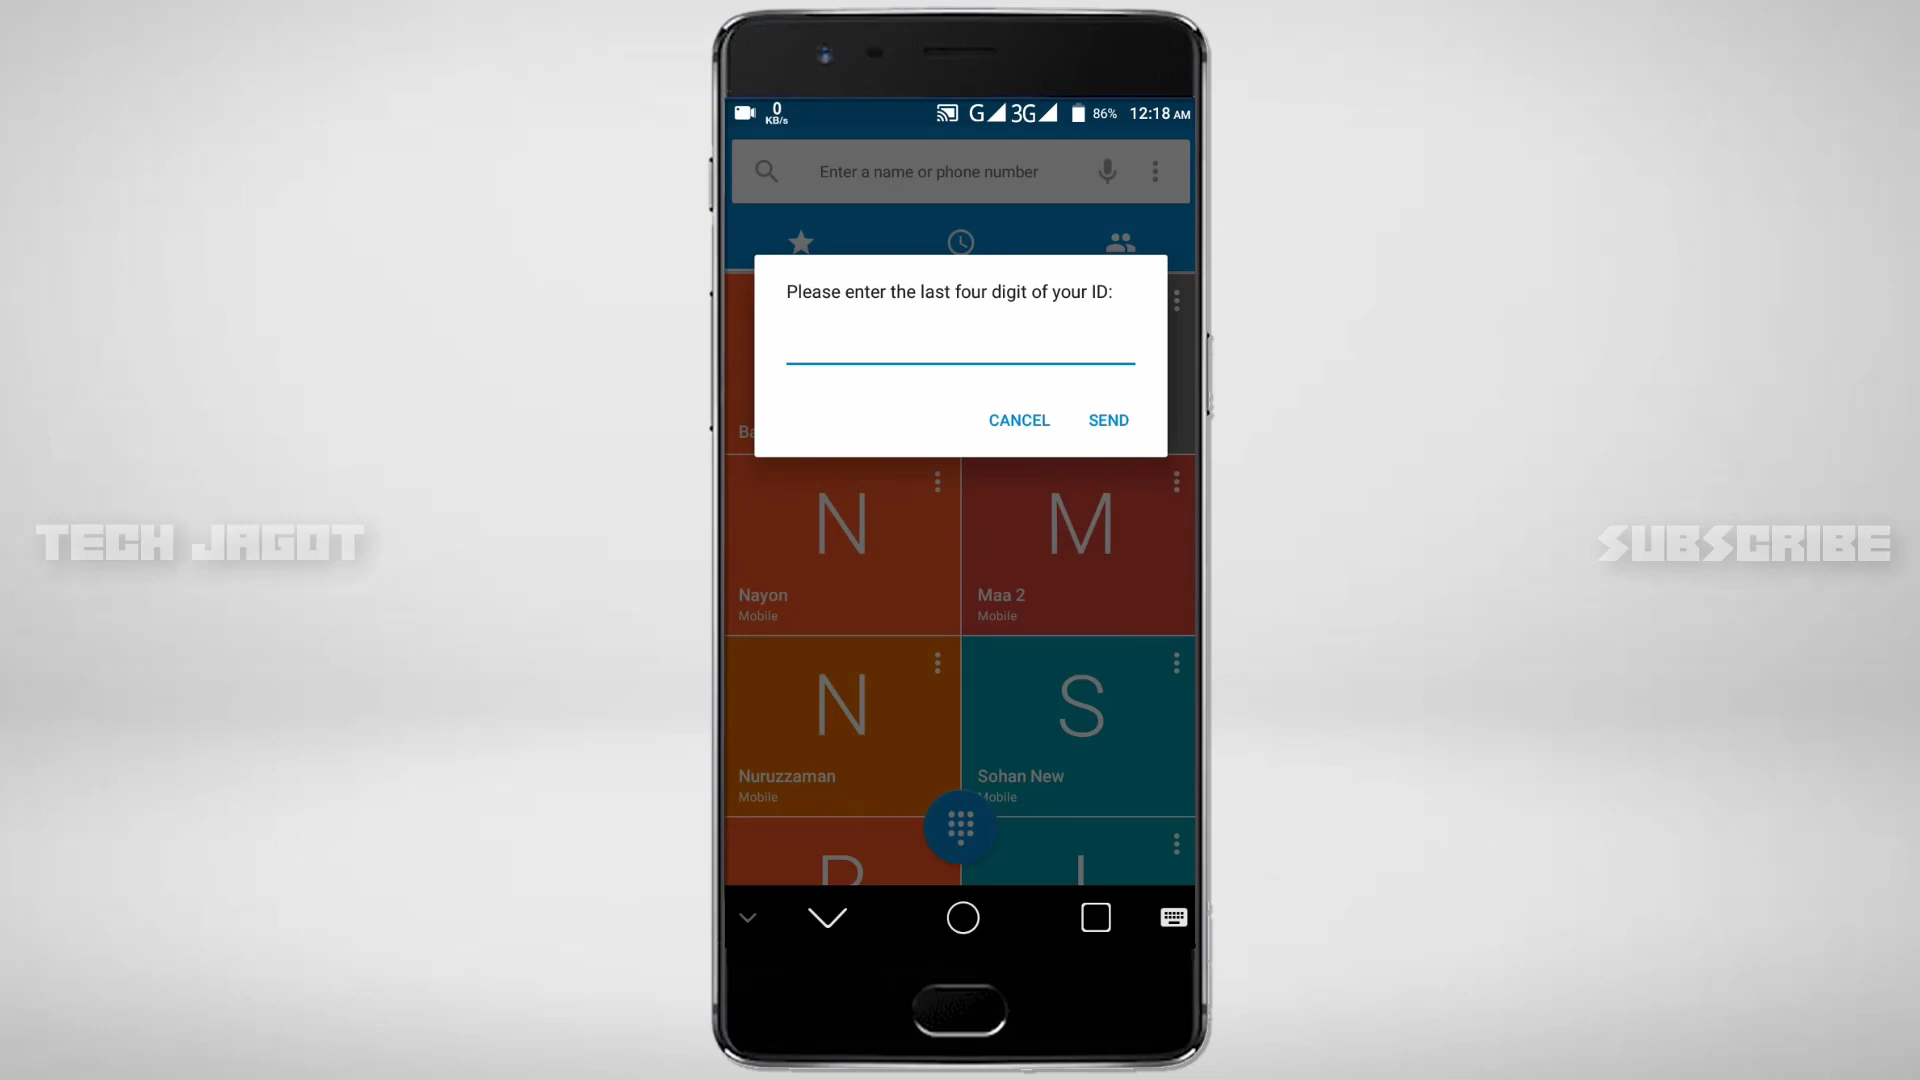 0
KB/s
G 3G 86% 12:18 AM
Enter a name or phone number
Please enter the last four digit of your ID:
CANCEL SEND
N
Nayon
Mobile
M
Maa 2
Mobile
N
Nuruzzaman
Mobile
S
Sohan New
Mobile
TECH JAGOT
SUBSCRIBE